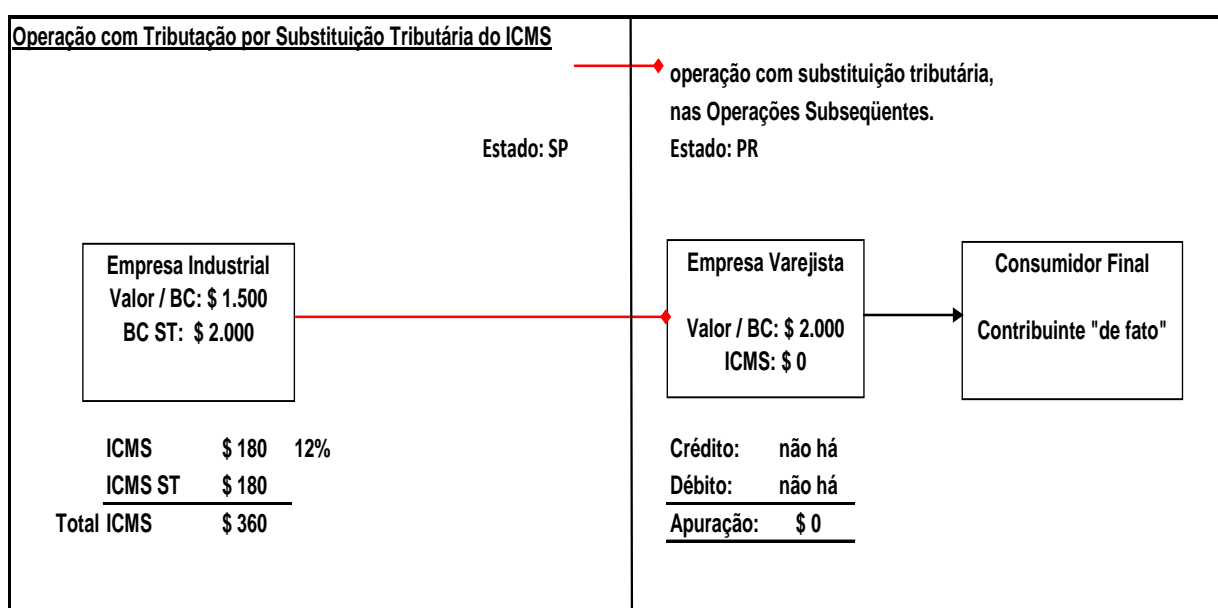 Operação com Tributação por Substituição Tributária do ICMS
operação com substituição tributária,
nas Operações Subseqüentes.
Estado: SP
Estado: PR
Empresa Industrial
Valor / BC: $ 1.500
BC ST: $ 2.000
Empresa Varejista
Valor / BC: $ 2.000
ICMS: $ 0
Consumidor Final
Contribuinte "de fato"
ICMS $ 180 12%
ICMS ST $ 180
Total ICMS $ 360
Crédito: não há
Débito: não há
Apuração: $ 0